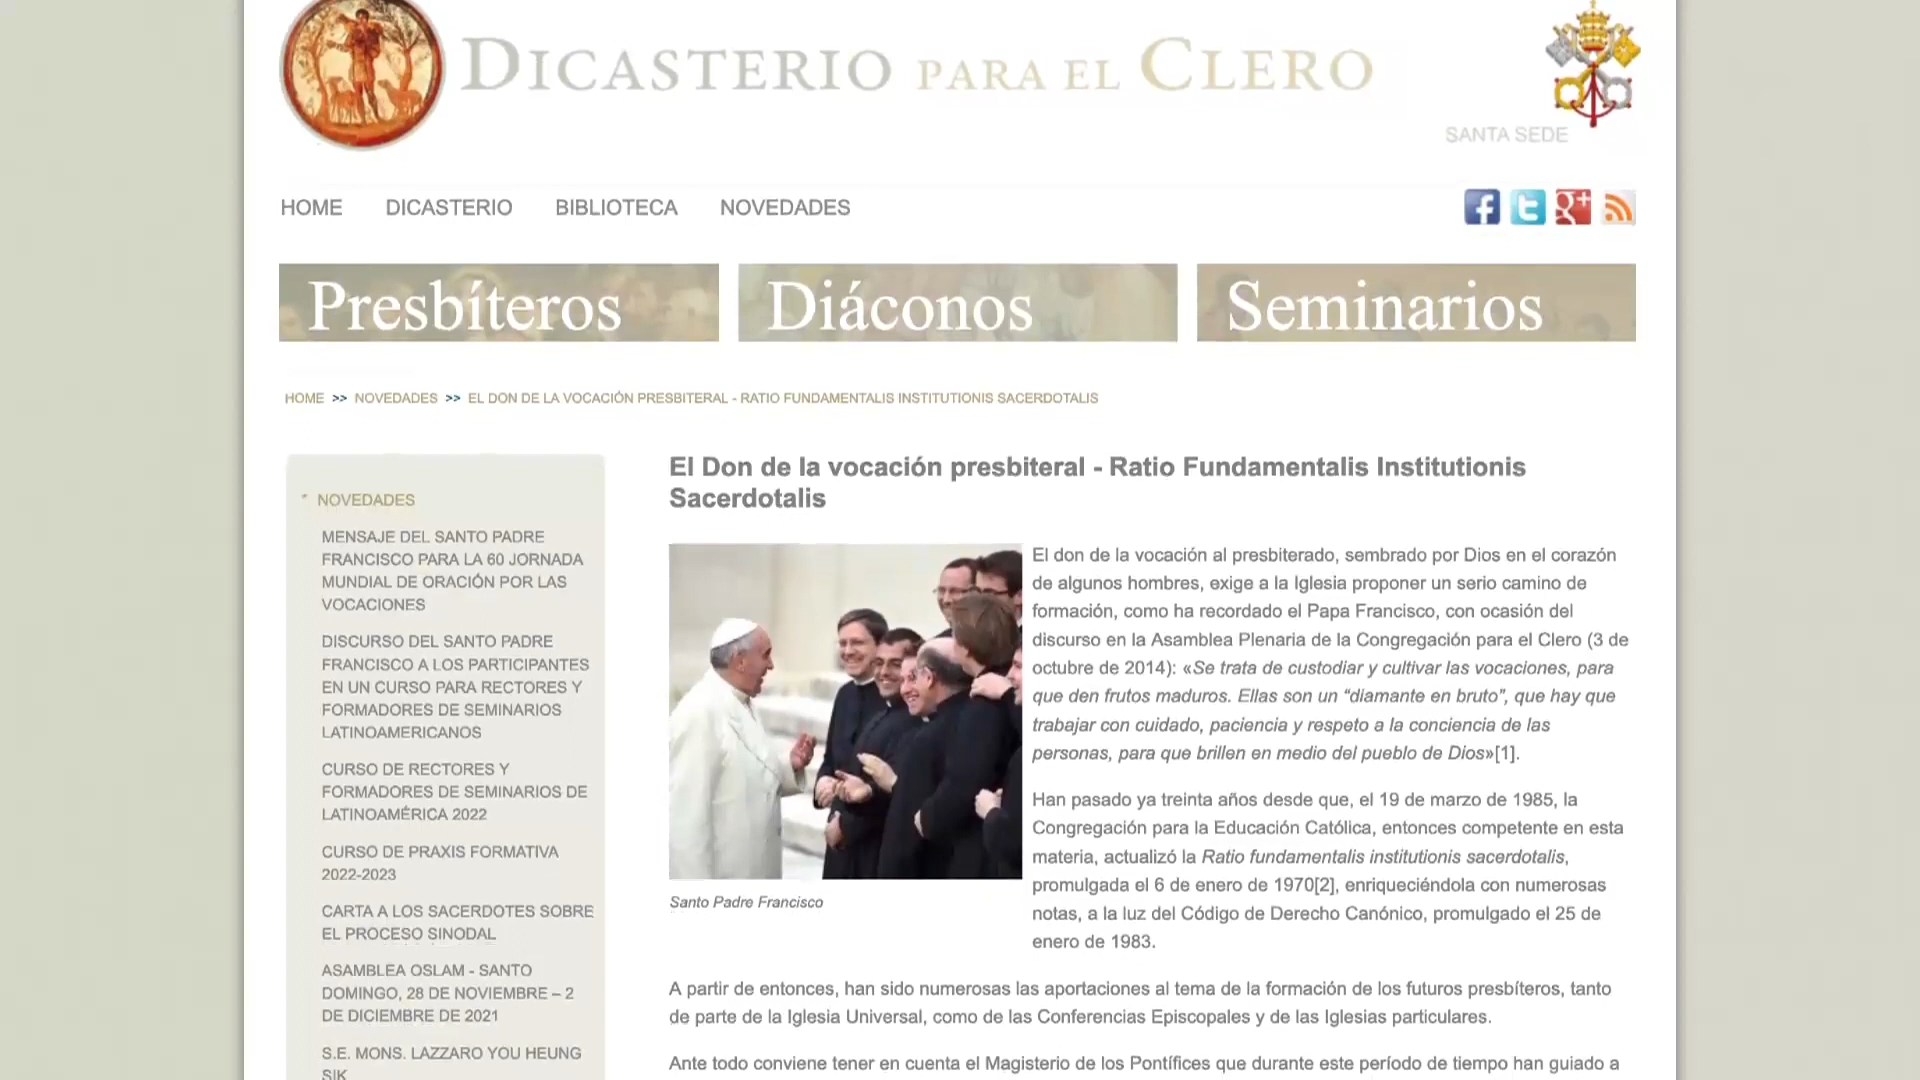 DICASTERIO PARA EL CLERO
SANTA SEDE
HOME DICASTERIO BIBLIOTECA NOVEDADES
Presbíteros Diáconos Seminarios
HOME >> NOVEDADES >> EL DON DE LA VOCACIÓN PRESBITERAL - RATIO FUNDAMENTALIS INSTITUTIONIS SACERDOTALIS
* NOVEDADES
MENSAJE DEL SANTO PADRE
FRANCISCO PARA LA 60 JORNADA
MUNDIAL DE ORACIÓN POR LAS
VOCACIONES
DISCURSO DEL SANTO PADRE
FRANCISCO A LOS PARTICIPANTES
EN UN CURSO PARA RECTORES Y
FORMADORES DE SEMINARIOS
LATINOAMERICANOS
CURSO DE RECTORES Y
FORMADORES DE SEMINARIOS DE
LATINOAMÉRICA 2022
CURSO DE PRAXIS FORMATIVA
2022-2023
CARTA A LOS SACERDOTES SOBRE
EL PROCESO SINODAL
ASAMBLEA OSLAM - SANTO
DOMINGO, 28 DE NOVIEMBRE – 2
DE DICIEMBRE DE 2021
S.E. MONS. LAZZARO YOU HEUNG
SIK
El Don de la vocación presbiteral - Ratio Fundamentalis Institutionis
Sacerdotalis
El don de la vocación al presbiterado, sembrado por Dios en el corazón
de algunos hombres, exige a la Iglesia proponer un serio camino de
formación, como ha recordado el Papa Francisco, con ocasión del
discurso en la Asamblea Plenaria de la Congregación para el Clero (3 de
octubre de 2014): «Se trata de custodiar y cultivar las vocaciones, para
que den frutos maduros. Ellas son un “diamante en bruto”, que hay que
trabajar con cuidado, paciencia y respeto a la conciencia de las
personas, para que brillen en medio del pueblo de Dios»[1].
Han pasado ya treinta años desde que, el 19 de marzo de 1985, la
Congregación para la Educación Católica, entonces competente en esta
materia, actualizó la Ratio fundamentalis institutionis sacerdotalis,
promulgada el 6 de enero de 1970[2], enriqueciéndola con numerosas
notas, a la luz del Código de Derecho Canónico, promulgado el 25 de
enero de 1983.
Santo Padre Francisco
A partir de entonces, han sido numerosas las aportaciones al tema de la formación de los futuros presbíteros, tanto
de parte de la Iglesia Universal, como de las Conferencias Episcopales y de las Iglesias particulares.
Ante todo conviene tener en cuenta el Magisterio de los Pontífices que durante este período de tiempo han guiado a